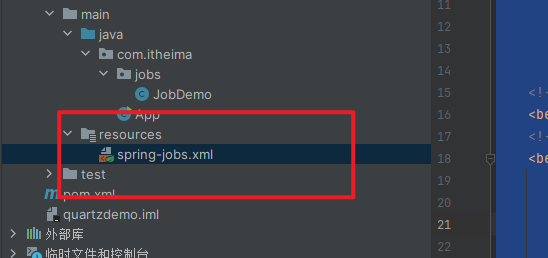 main
java
com.itheima
jobs
JobDemo
App
resources
spring-jobs.xml
test
pom.xml
quartzdemo.iml
外部库
临时文件和控制台
11
12
13
14
15 <!-
16 <be
17 <!-
18 <be
19
20
21
22